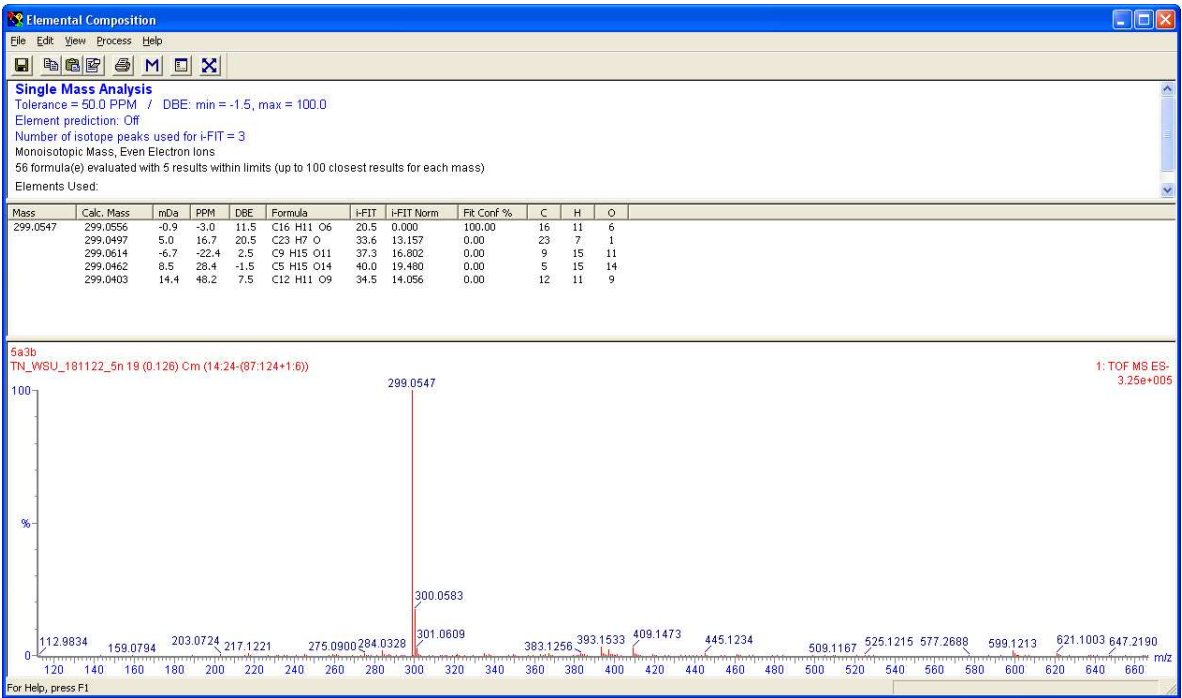 Elemental Composition
File Edit View Process Help
M
Single Mass Analysis
Tolerance = 50.0 PPM / DBE: min = -1.5, max = 100.0
Element prediction: Off
Number of isotope peaks used for i-FIT = 3
Monoisotopic Mass, Even Electron Ions
56 formula(e) evaluated with 5 results within limits (up to 100 closest results for each mass)
Elements Used:
Mass Calc. Mass mDa PPM DBE Formula i-FIT i-FIT Norm Fit Conf % C H O
299.0547 299.0556 -0.9 -3.0 11.5 C16 H11 O6 20.5 0.000 100.00 16 11 6
299.0497 5.0 16.7 20.5 C23 H7 O 33.6 13.157 0.00 23 7 1
299.0614 -6.7 -22.4 2.5 C9 H15 O11 37.3 16.802 0.00 9 15 11
299.0462 8.5 28.4 -1.5 C5 H15 O14 40.0 19.480 0.00 5 15 14
299.0403 14.4 48.2 7.5 C12 H11 O9 34.5 14.056 0.00 12 11 9
5a3b
TN_WSU_181122_5n 19 (0.126) Cm (14:24-(87:124+1:6)) 1: TOF MS ES-
3.25e+005
299.0547
100
%
300.0583
112.9834 159.0794 203.0724 217.1221 275.0900 284.0328 301.0609 383.1256 393.1533 409.1473 445.1234 509.1167 525.1215 577.2688 599.1213 621.1003 647.2190
0
m/z
120 140 160 180 200 220 240 260 280 300 320 340 360 380 400 420 440 460 480 500 520 540 560 580 600 620 640 660
For Help, press F1